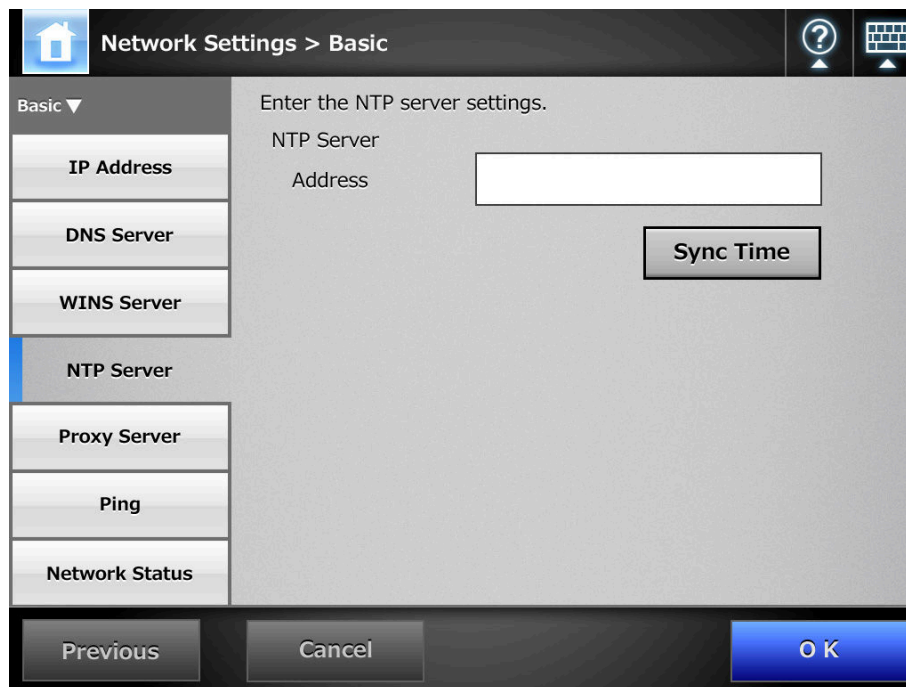 Network Settings > Basic
?
Basic ▼
IP Address
DNS Server
WINS Server
NTP Server
Proxy Server
Ping
Network Status
Enter the NTP server settings.
NTP Server
Address
Sync Time
Previous
Cancel
OK